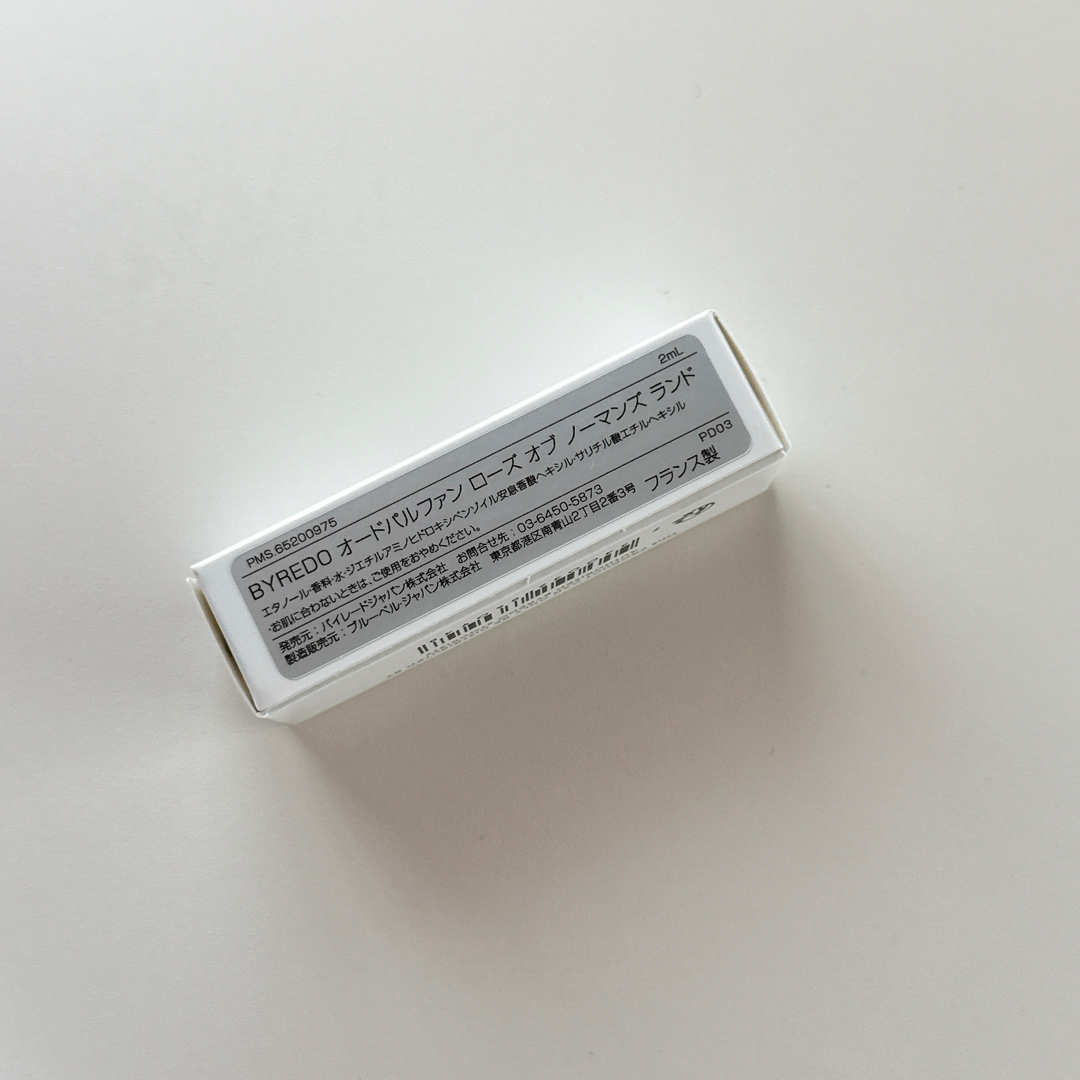 PMS.65200975 2mL
BYREDO オードパルファン ローズ オブ ノーマンズ ランド
エタノール・香料・水・ジエチルアミノヒドロキシベンゾイル安息香酸ヘキシル・サリチル酸エチルヘキシル
・お肌に合わないときは、ご使用をおやめください。 PD03
発売元：バイレードジャパン株式会社 お問合せ先：03-6450-5873
製造販売元：ブルーベル・ジャパン株式会社 東京都港区南青山2丁目2番3号 フランス製